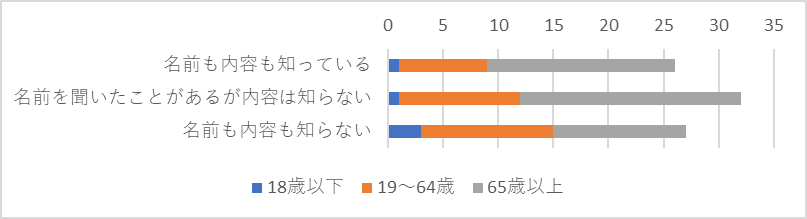 0 5 10 15 20 25 30 35
名前も内容も知っている
名前を聞いたことがあるが内容は知らない
名前も内容も知らない
18歳以下 19～64歳 65歳以上